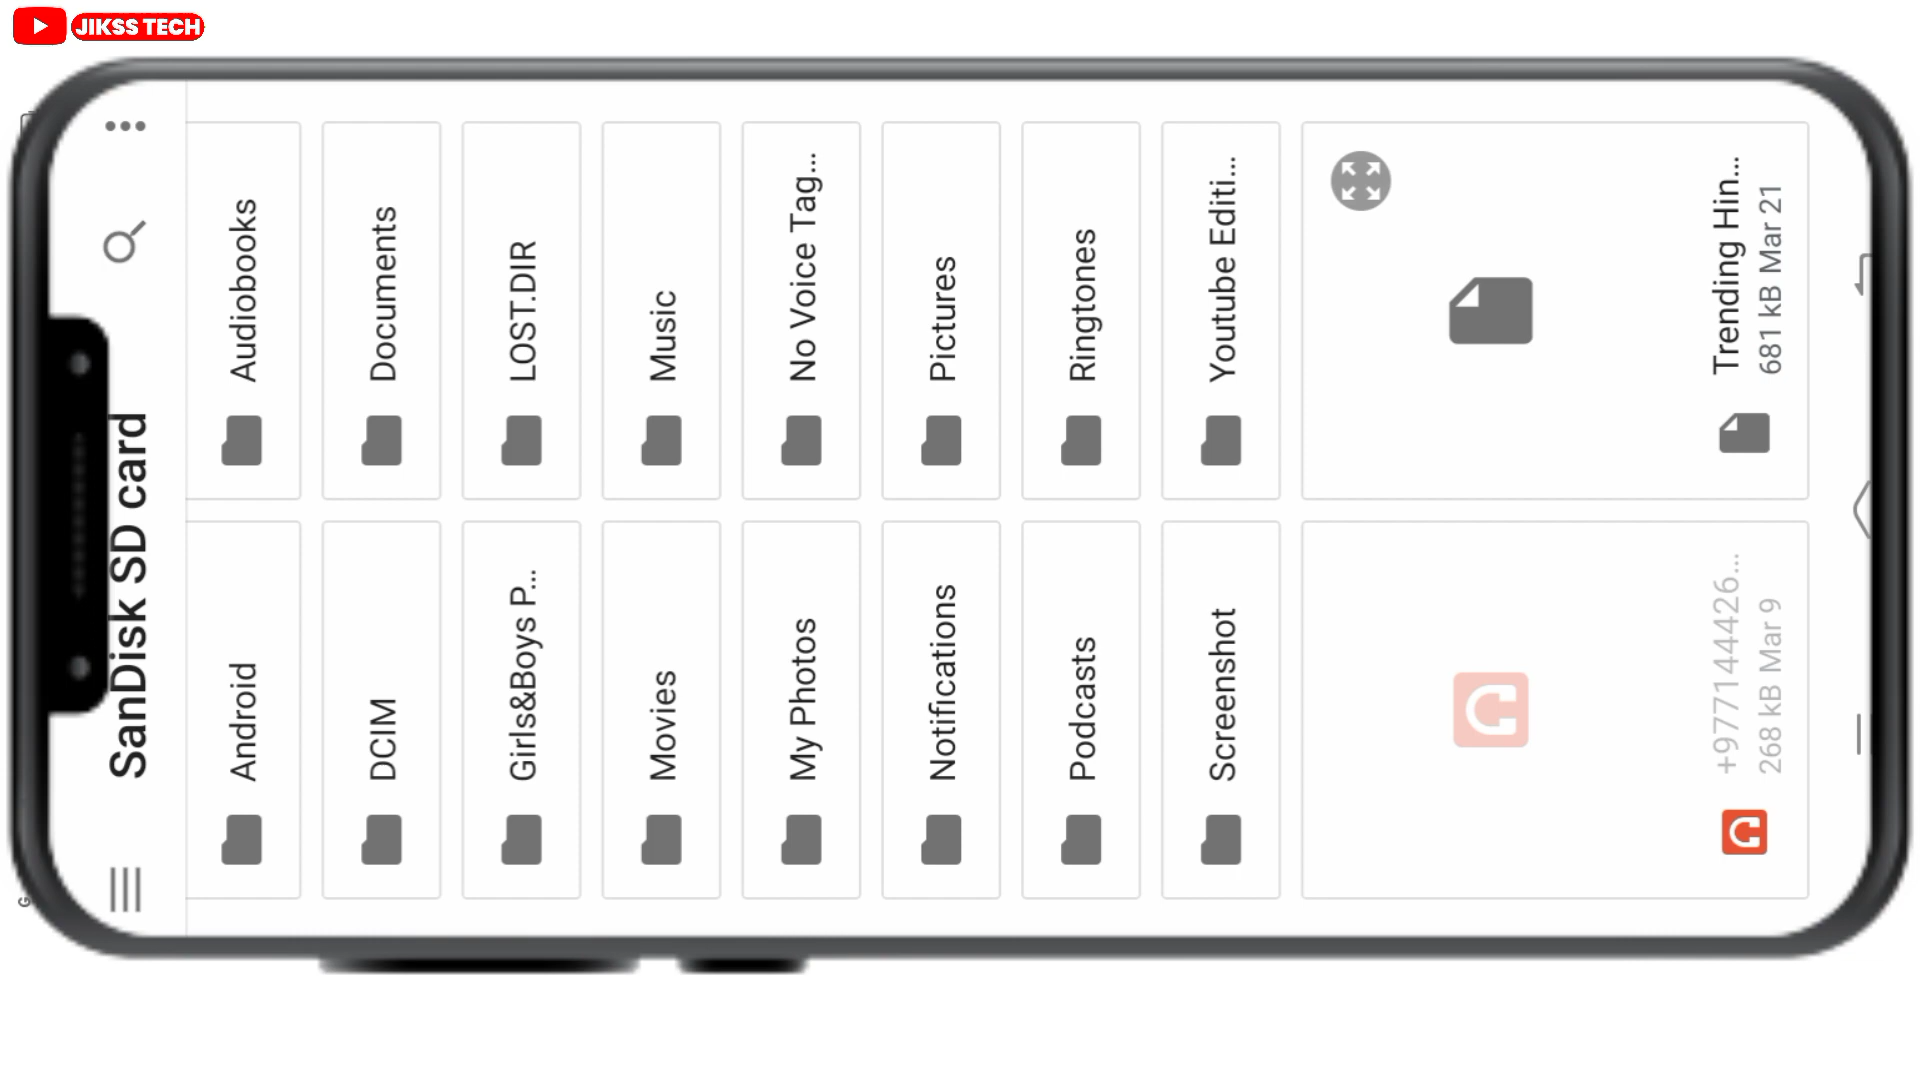 JIKSS TECH
SanDisk SD card
Android
Audiobooks
DCIM
Documents
Girls&Boys P...
LOST.DIR
Movies
Music
My Photos
No Voice Tag...
Notifications
Pictures
Podcasts
Ringtones
Screenshot
Youtube Editi...
+9771444426...
268 kB Mar 9
Trending Hin...
681 kB Mar 21